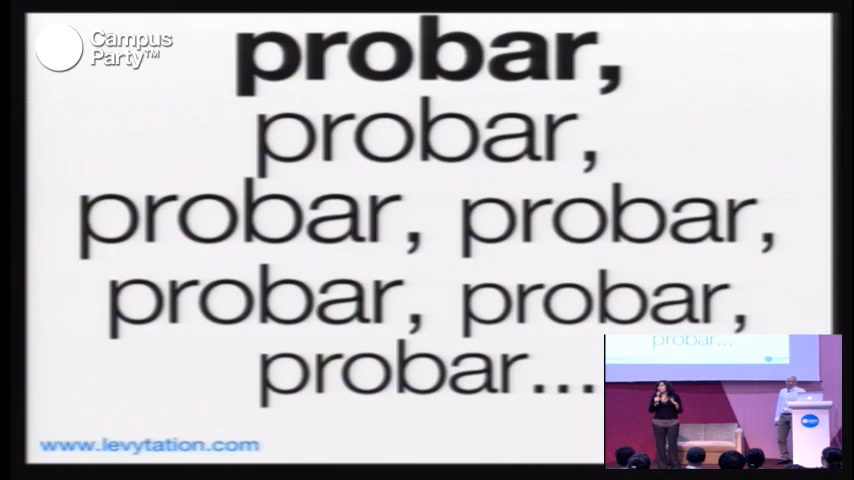 Campus
Party™
probar,
probar,
probar, probar,
probar, probar,
probar...
www.levytation.com
probar...